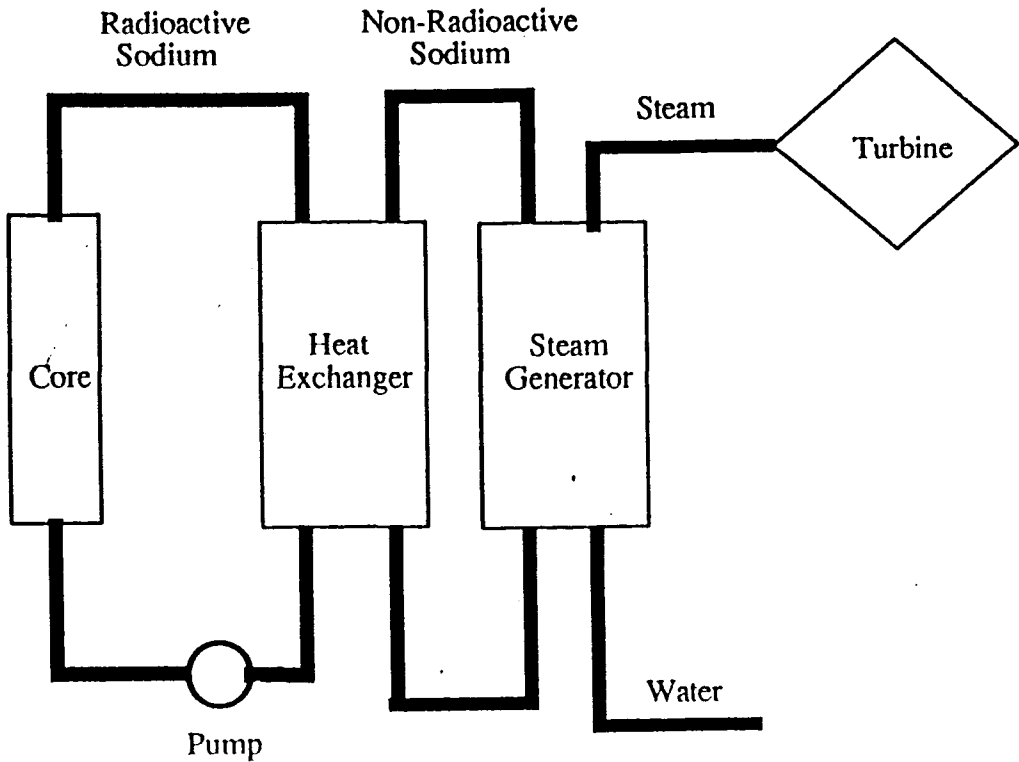 Radioactive
Sodium
Non-Radioactive
Sodium
Steam
Turbine
Core
Heat
Exchanger
Steam
Generator
Water
Pump